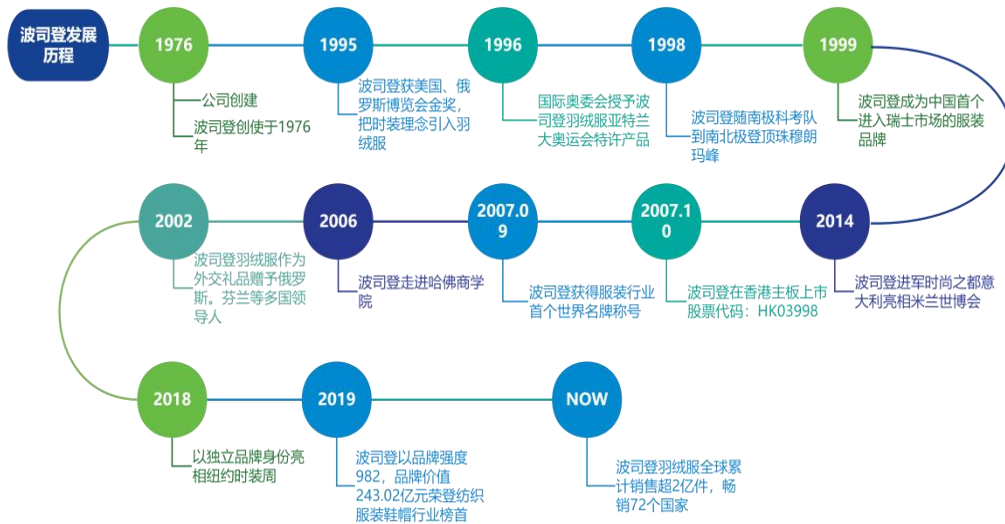 波司登发展
历程
1976
公司创建
波司登创使于1976
年
1995
波司登获美国、俄
罗斯博览会金奖，
把时装理念引入羽
绒服
1996
国际奥委会授予波
司登羽绒服亚特兰
大奥运会特许产品
1998
波司登随南极科考队
到南北极登顶珠穆朗
玛峰
1999
波司登成为中国首个
进入瑞士市场的服装
品牌
2002
波司登羽绒服作为
外交礼品赠予俄罗
斯。芬兰等多国领
导人
2006
波司登走进哈佛商学
院
2007.0
9
波司登获得服装行业
首个世界名牌称号
2007.1
0
波司登在香港主板上市
股票代码：HK03998
2014
波司登进军时尚之都意
大利亮相米兰世博会
2018
以独立品牌身份亮
相纽约时装周
2019
波司登以品牌强度
982，品牌价值
243.02亿元荣登纺织
服装鞋帽行业榜首
NOW
波司登羽绒服全球累
计销售超2亿件，畅
销72个国家